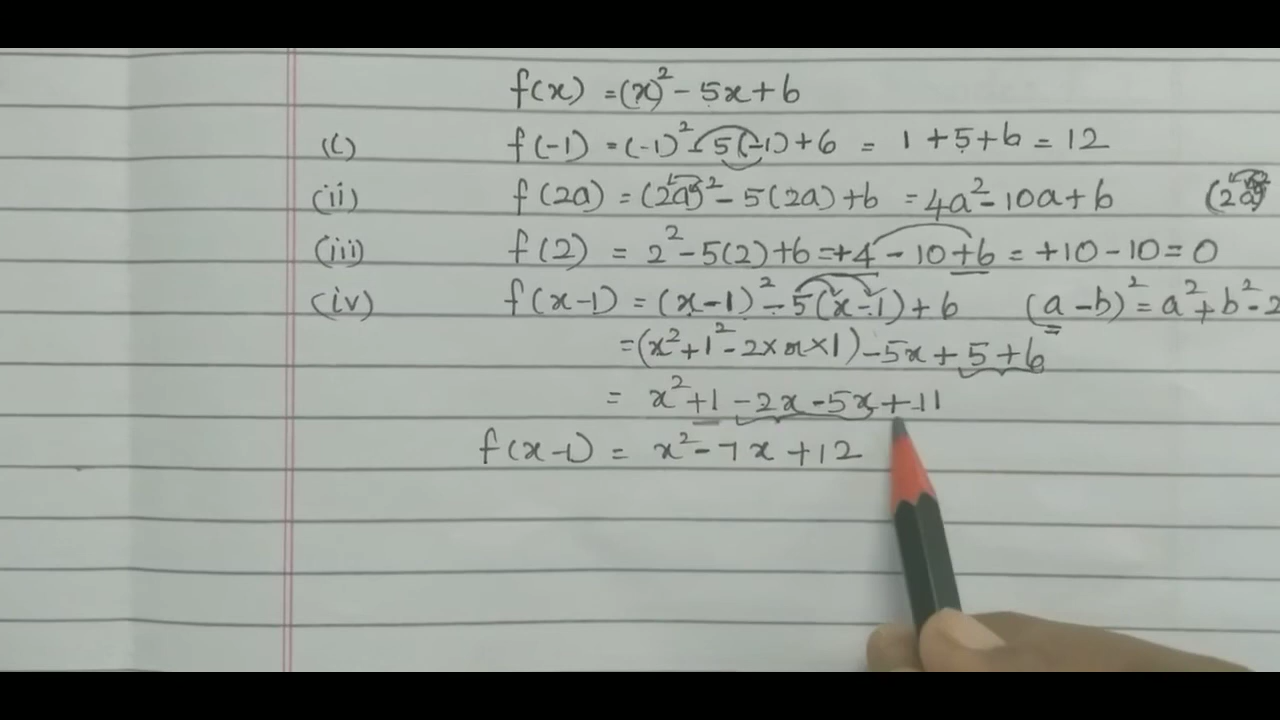 f(x) = (x)² - 5x + 6
(i) f(-1) = (-1)² - 5(-1) + 6 = 1 + 5 + 6 = 12
(ii) f(2a) = (2a)² - 5(2a) + 6 = 4a² - 10a + 6 (2a)²
(iii) f(2) = 2² - 5(2) + 6 = +4 - 10 + 6 = +10 - 10 = 0
(iv) f(x-1) = (x-1)² - 5(x-1) + 6 (a-b)² = a² + b² - 2
= (x² + 1² - 2×x×1) - 5x + 5 + 6
= x² + 1 - 2x - 5x + 11
f(x-1) = x² - 7x + 12